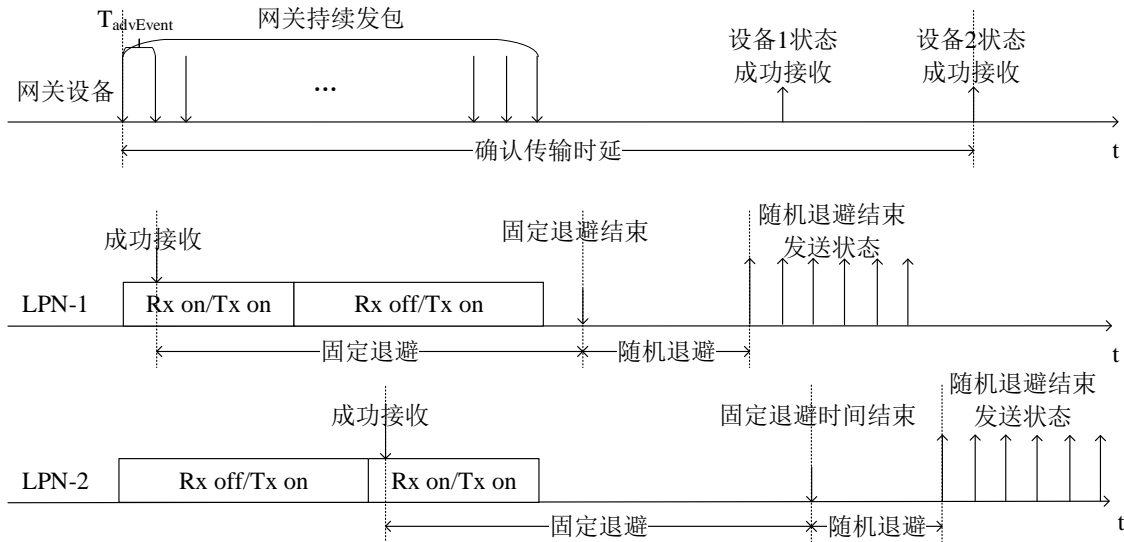 TadvEvent
网关持续发包
设备1状态
成功接收
设备2状态
成功接收
网关设备
...
确认传输时延
t
成功接收
固定退避结束
随机退避结束
发送状态
LPN-1
Rx on/Tx on
Rx off/Tx on
固定退避
随机退避
t
成功接收
固定退避时间结束
随机退避结束
发送状态
LPN-2
Rx off/Tx on
Rx on/Tx on
固定退避
随机退避
t